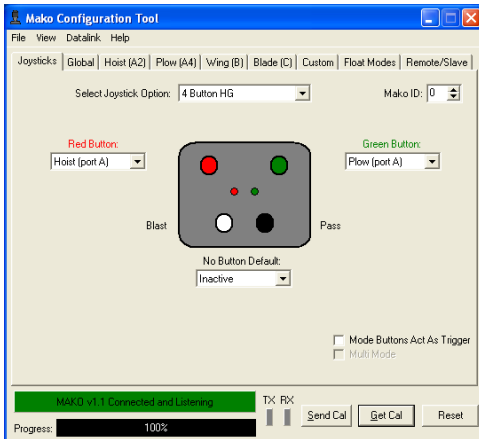 Mako Configuration Tool
File View Datalink Help
Joysticks Global Hoist (A2) Plow (A4) Wing (B) Blade (C) Custom Float Modes Remote/Slave
Select Joystick Option: 4 Button HG Mako ID: 0
Red Button: Green Button:
Hoist (port A) Plow (port A)
Blast Pass
No Button Default:
Inactive
Mode Buttons Act As Trigger
Multi Mode
MAKO v1.1 Connected and Listening TX RX
Send Cal Get Cal Reset
Progress: 100%